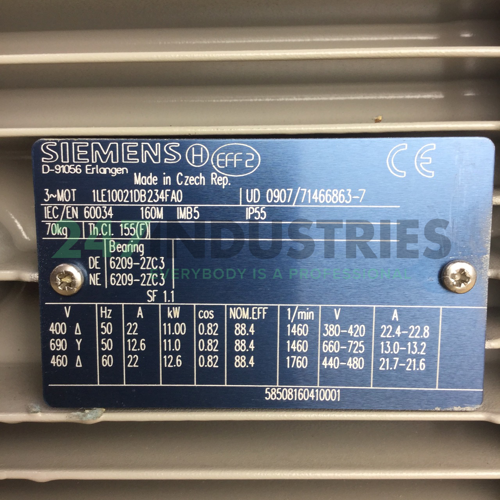 SIEMENS H EFF2 CE
D-91056 Erlangen
Made in Czech Rep.
3~MOT 1LE10021DB234FA0 UD 0907/71466863-7
IEC/EN 60034 160M IMB5 IP55
70kg Th.Cl. 155(F)
Bearing
DE 6209-2ZC3
NE 6209-2ZC3
SF 1.1
24/7 INDUSTRIES
EVERYBODY IS A PROFESSIONAL
V Hz A kW cos NOM.EFF 1/min V A
400 Δ 50 22 11.00 0.82 88.4 1460 380-420 22.4-22.8
690 Y 50 12.6 11.0 0.82 88.4 1460 660-725 13.0-13.2
460 Δ 60 22 12.6 0.82 88.4 1760 440-480 21.7-21.6
58508160410001